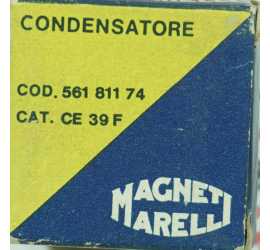 CONDENSATORE
COD. 561 811 74
CAT. CE 39 F
MAGNETI
MARELLI